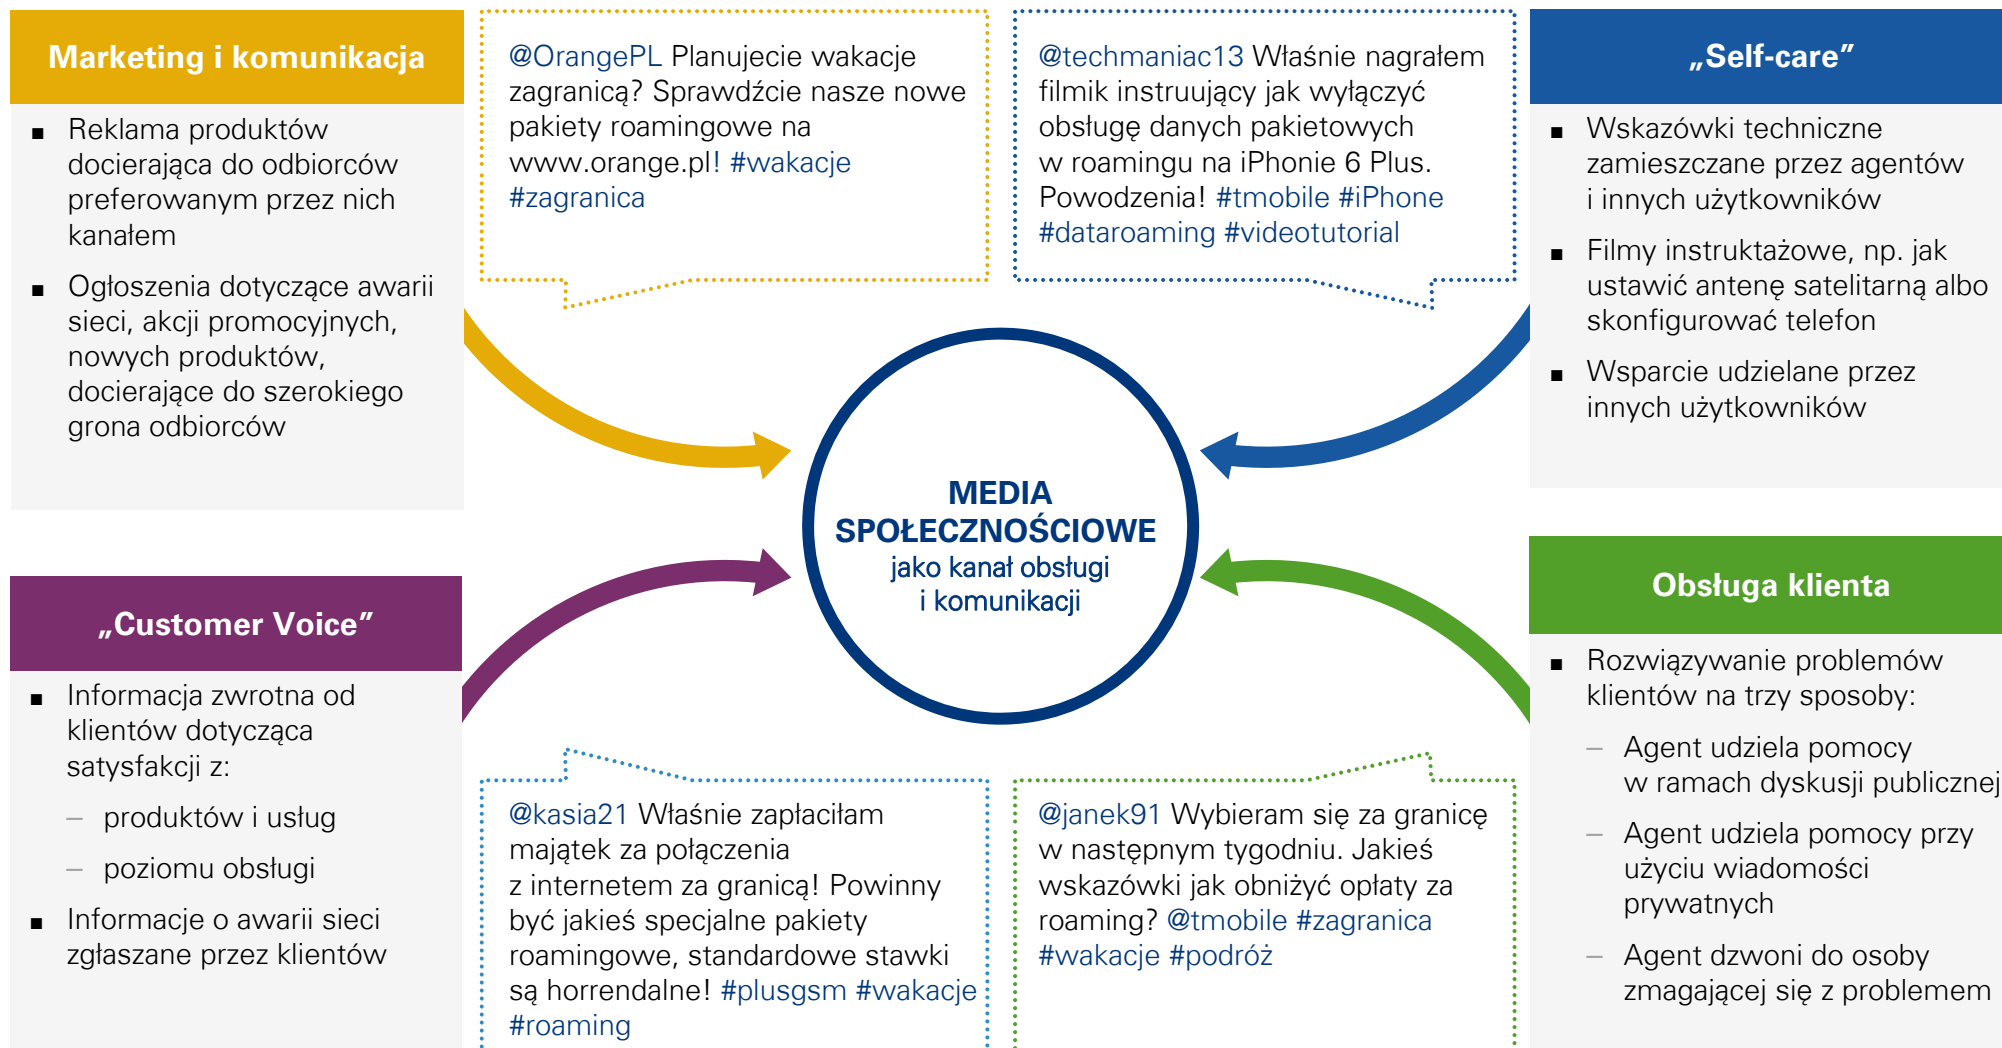 Marketing i komunikacja
▪ Reklama produktów
docierająca do odbiorców
preferowanym przez nich
kanałem
▪ Ogłoszenia dotyczące awarii
sieci, akcji promocyjnych,
nowych produktów,
docierające do szerokiego
grona odbiorców
@OrangePL Planujecie wakacje
zagranicą? Sprawdźcie nasze nowe
pakiety roamingowe na
www.orange.pl! #wakacje
#zagranica
@techmaniac13 Właśnie nagrałem
filmik instruujący jak wyłączyć
obsługę danych pakietowych
w roamingu na iPhonie 6 Plus.
Powodzenia! #tmobile #iPhone
#dataroaming #videotutorial
„Self-care”
▪ Wskazówki techniczne
zamieszczane przez agentów
i innych użytkowników
▪ Filmy instruktażowe, np. jak
ustawić antenę satelitarną albo
skonfigurować telefon
▪ Wsparcie udzielane przez
innych użytkowników
MEDIA
SPOŁECZNOŚCIOWE
jako kanał obsługi
i komunikacji
„Customer Voice”
▪ Informacja zwrotna od
klientów dotycząca
satysfakcji z:
– produktów i usług
– poziomu obsługi
▪ Informacje o awarii sieci
zgłaszane przez klientów
@kasia21 Właśnie zapłaciłam
majątek za połączenia
z internetem za granicą! Powinny
być jakieś specjalne pakiety
roamingowe, standardowe stawki
są horrendalne! #plusgsm #wakacje
#roaming
@janek91 Wybieram się za granicę
w następnym tygodniu. Jakieś
wskazówki jak obniżyć opłaty za
roaming? @tmobile #zagranica
#wakacje #podróż
Obsługa klienta
▪ Rozwiązywanie problemów
klientów na trzy sposoby:
– Agent udziela pomocy
w ramach dyskusji publicznej
– Agent udziela pomocy przy
użyciu wiadomości
prywatnych
– Agent dzwoni do osoby
zmagającej się z problemem